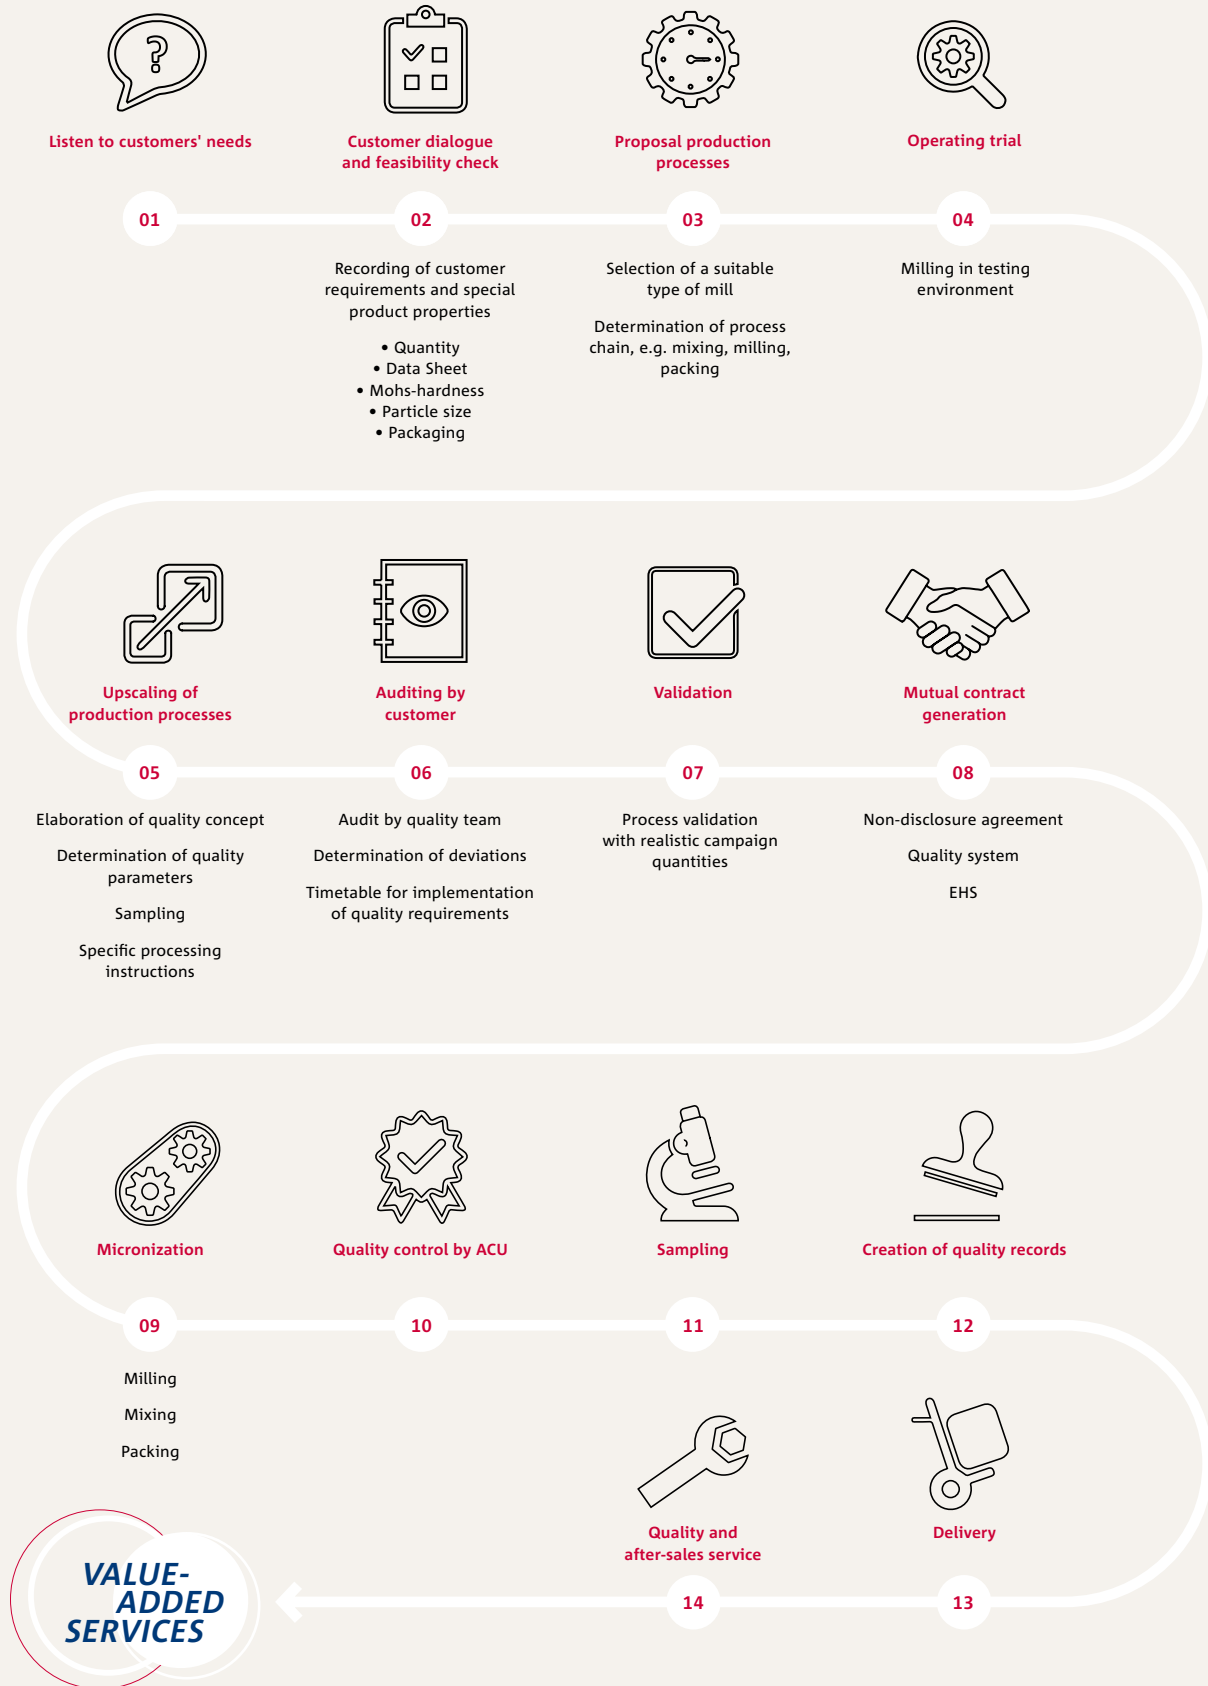 ?
Listen to customers' needs
01
Customer dialogue
and feasibility check
02
Recording of customer
requirements and special
product properties
• Quantity
• Data Sheet
• Mohs-hardness
• Particle size
• Packaging
Proposal production
processes
03
Selection of a suitable
type of mill
Determination of process
chain, e.g. mixing, milling,
packing
Operating trial
04
Milling in testing
environment
Upscaling of
production processes
05
Elaboration of quality concept
Determination of quality
parameters
Sampling
Specific processing
instructions
Auditing by
customer
06
Audit by quality team
Determination of deviations
Timetable for implementation
of quality requirements
Validation
07
Process validation
with realistic campaign
quantities
Mutual contract
generation
08
Non-disclosure agreement
Quality system
EHS
Micronization
09
Milling
Mixing
Packing
Quality control by ACU
10
Sampling
11
Creation of quality records
12
Delivery
13
Quality and
after-sales service
14
VALUE-
ADDED
SERVICES